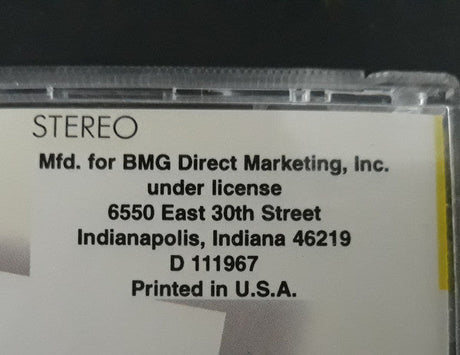 STEREO
Mfd. for BMG Direct Marketing, Inc.
under license
6550 East 30th Street
Indianapolis, Indiana 46219
D 111967
Printed in U.S.A.